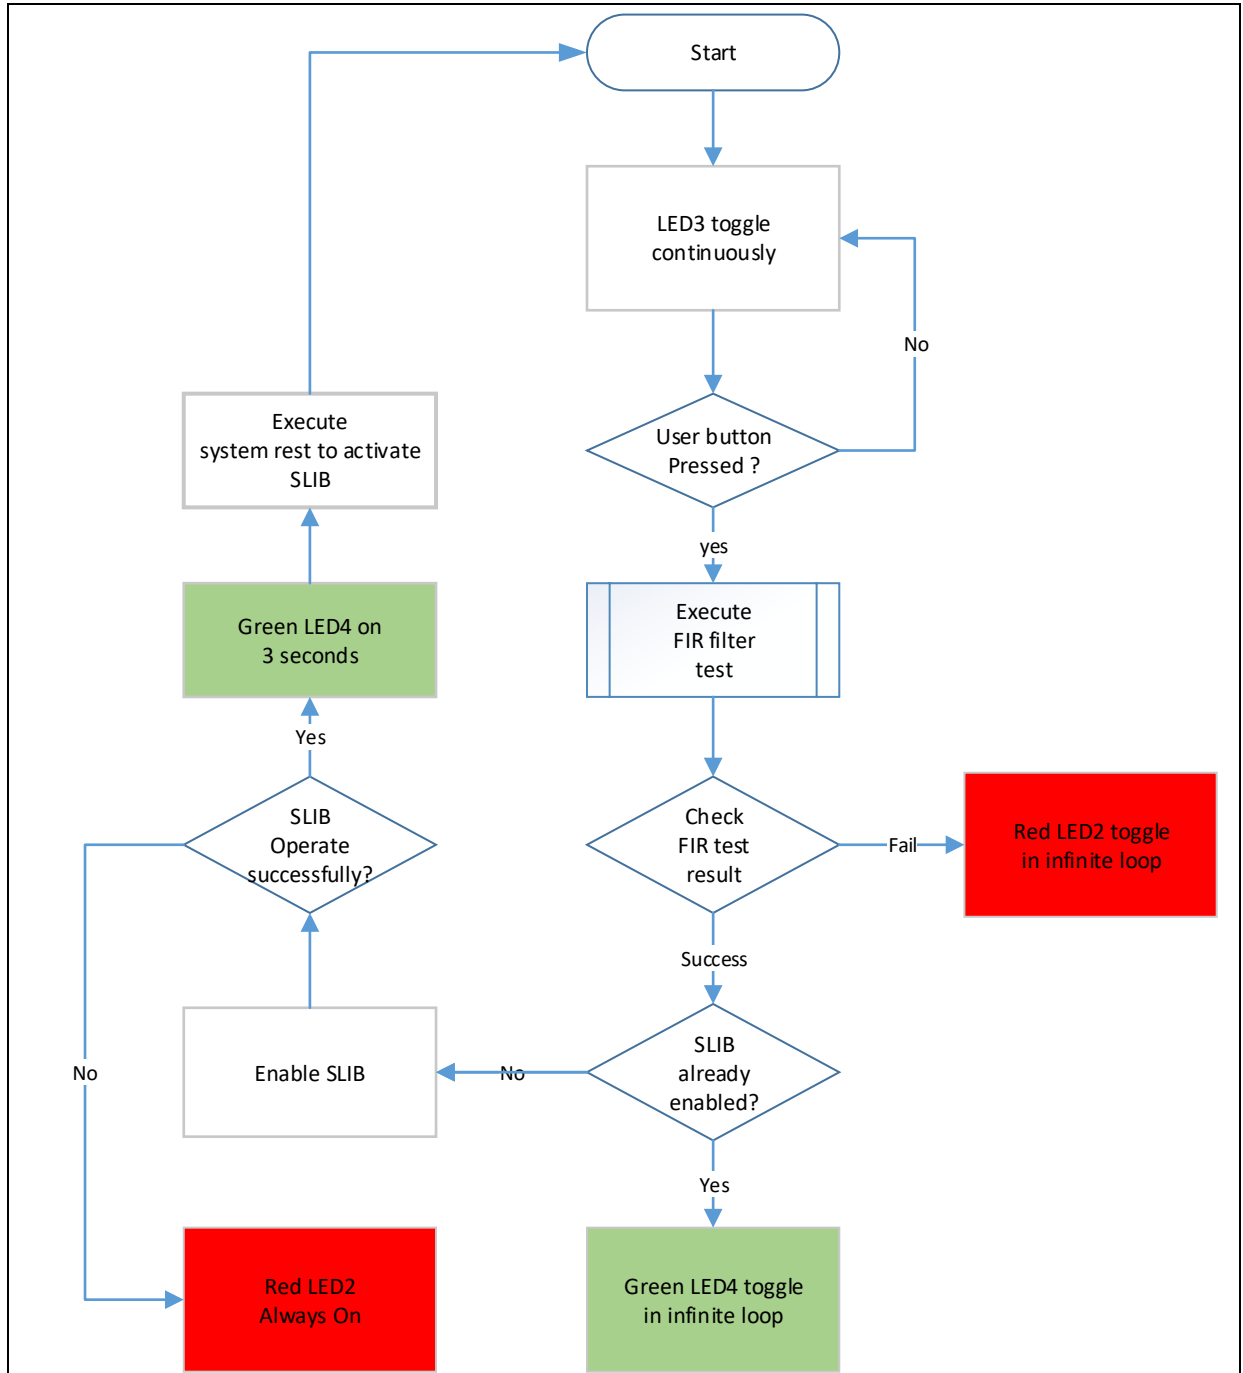 Start
LED3 toggle
continuously
No
User button
Pressed ?
yes
Execute
FIR filter
test
Check
FIR test
result
Fail
Red LED2 toggle
in infinite loop
Success
SLIB
already
enabled?
No
Yes
Green LED4 toggle
in infinite loop
Enable SLIB
SLIB
Operate
successfully?
Yes
No
Green LED4 on
3 seconds
Execute
system rest to activate
SLIB
Red LED2
Always On